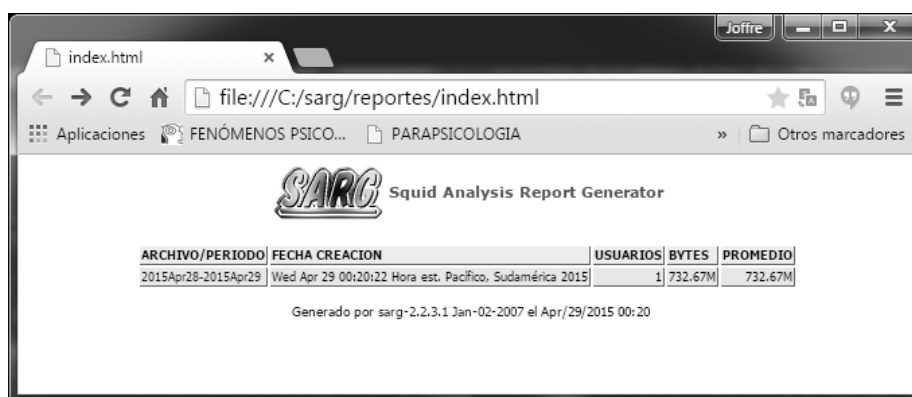 Joffre
index.html
file:///C:/sarg/reportes/index.html
Aplicaciones FENÓMENOS PSICO... PARAPSICOLOGIA » Otros marcadores
SARG Squid Analysis Report Generator
ARCHIVO/PERIODO FECHA CREACION USUARIOS BYTES PROMEDIO
2015Apr28-2015Apr29 Wed Apr 29 00:20:22 Hora est. Pacífico, Sudamérica 2015 1 732.67M 732.67M
Generado por sarg-2.2.3.1 Jan-02-2007 el Apr/29/2015 00:20